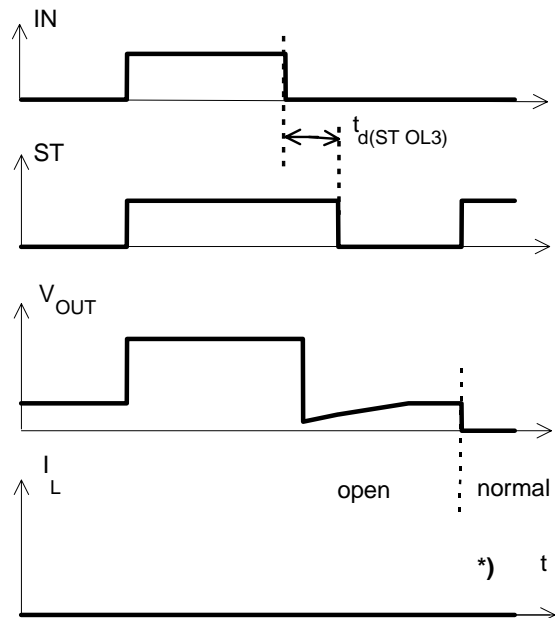 IN
t d(ST OL3)
ST
V OUT
I L
open normal
*) t